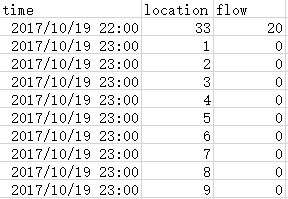 time location flow
2017/10/19 22:00 33 20
2017/10/19 23:00 1 0
2017/10/19 23:00 2 0
2017/10/19 23:00 3 0
2017/10/19 23:00 4 0
2017/10/19 23:00 5 0
2017/10/19 23:00 6 0
2017/10/19 23:00 7 0
2017/10/19 23:00 8 0
2017/10/19 23:00 9 0